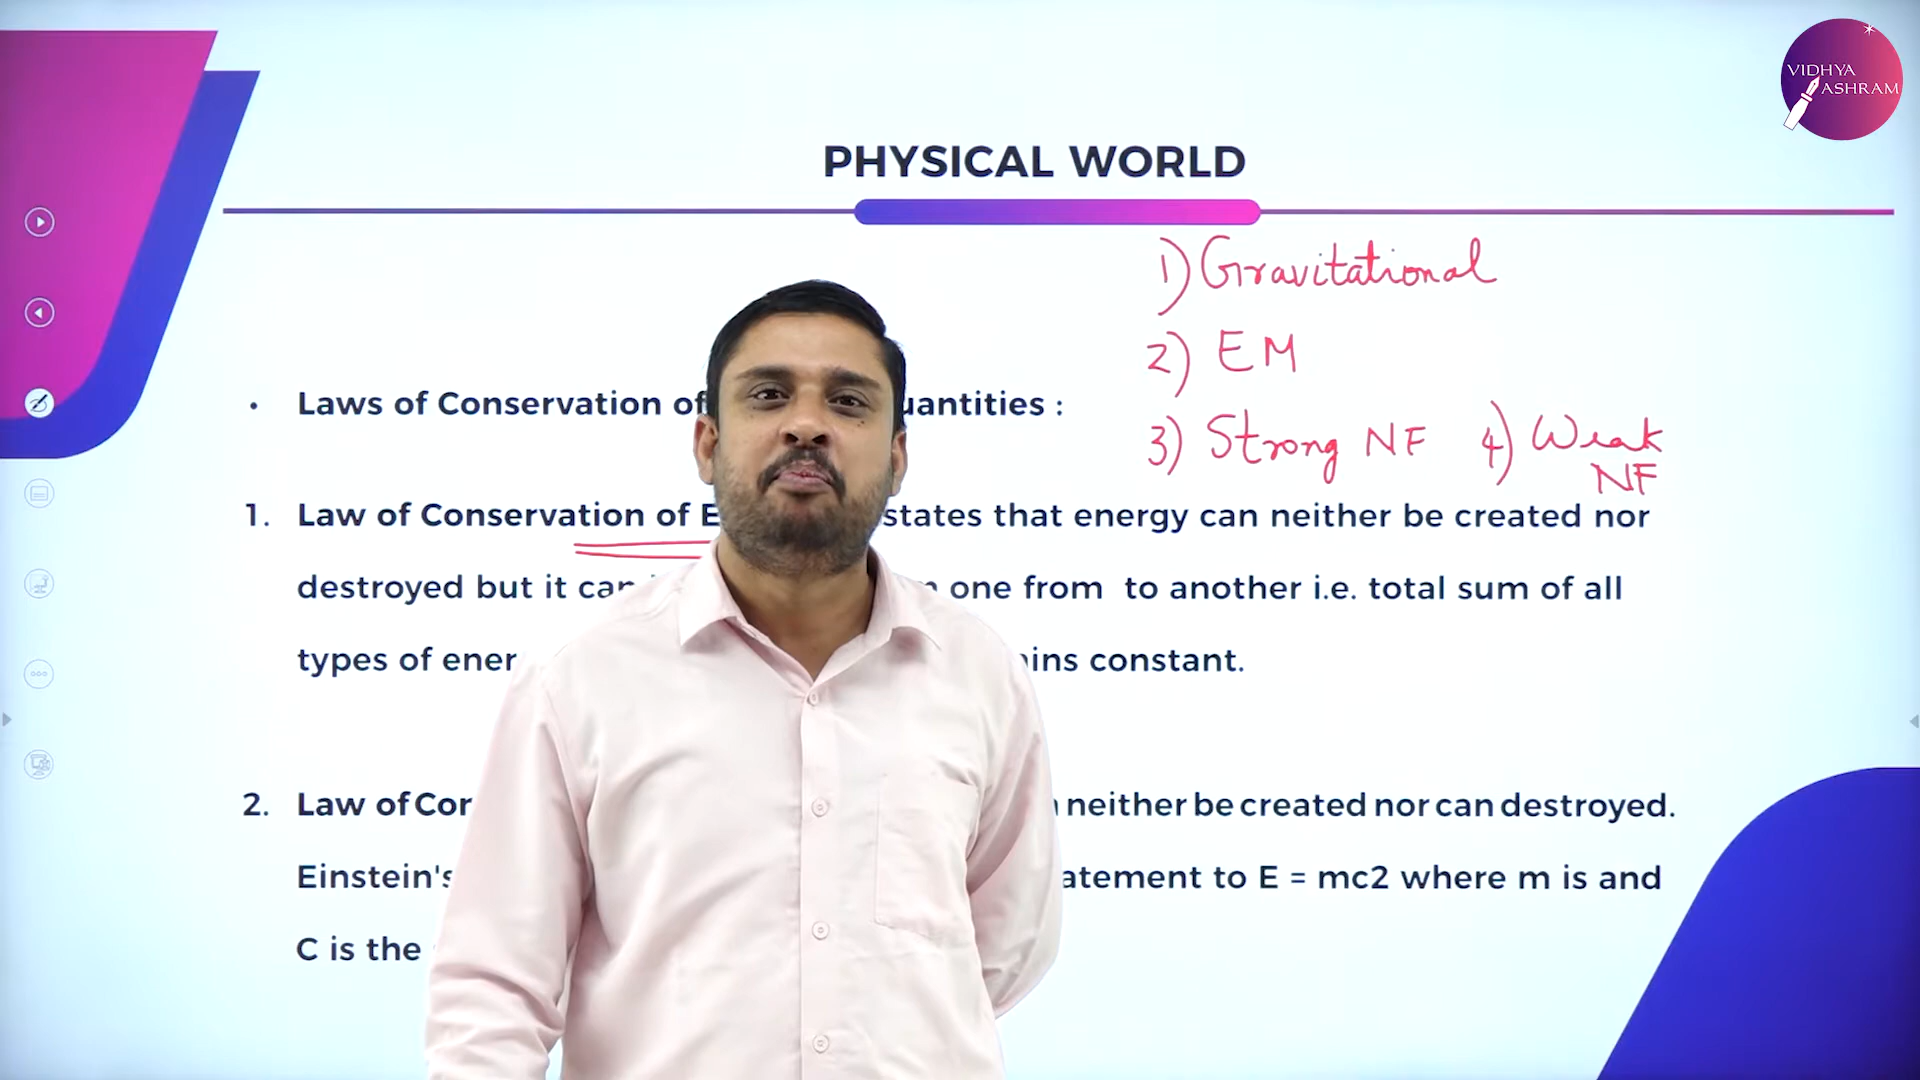 VIDHYA
ASHRAM
PHYSICAL WORLD
1) Gravitational
2) EM
3) Strong NF 4) Weak
NF
• Laws of Conservation of uantities :
1. Law of Conservation of E states that energy can neither be created nor
destroyed but it can one from to another i.e. total sum of all
types of ener ins constant.
2. Law of Con neither be created nor can destroyed.
Einstein's atement to E = mc2 where m is and
C is the